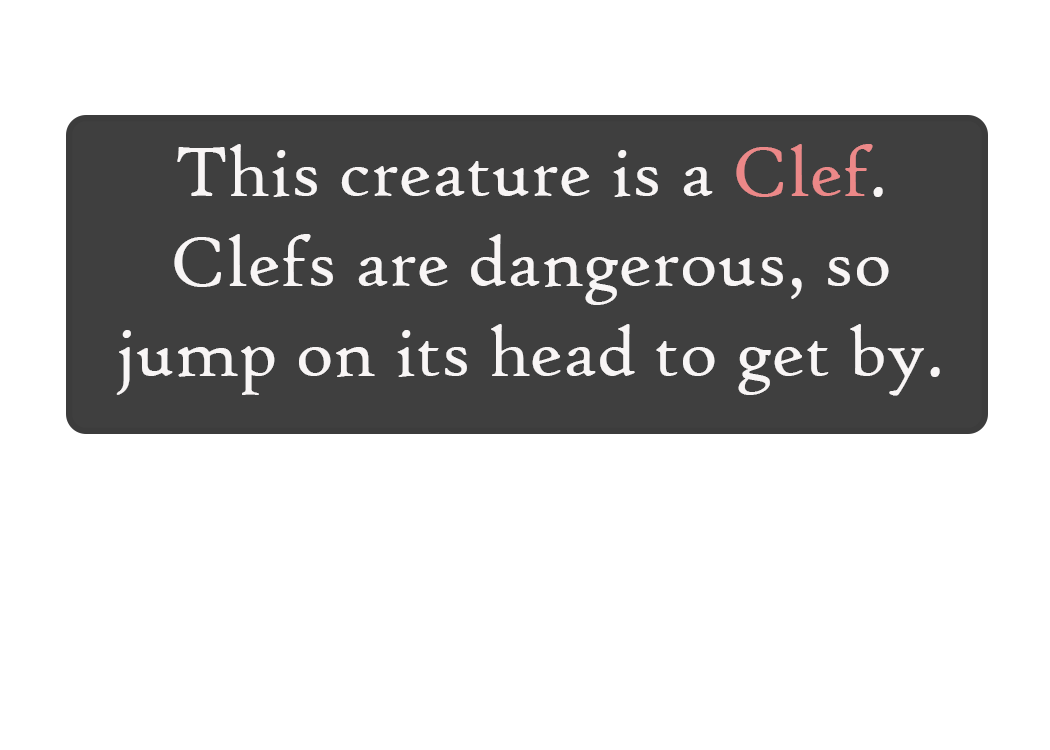 This creature is a Clef.
Clefs are dangerous, so
jump on its head to get by.